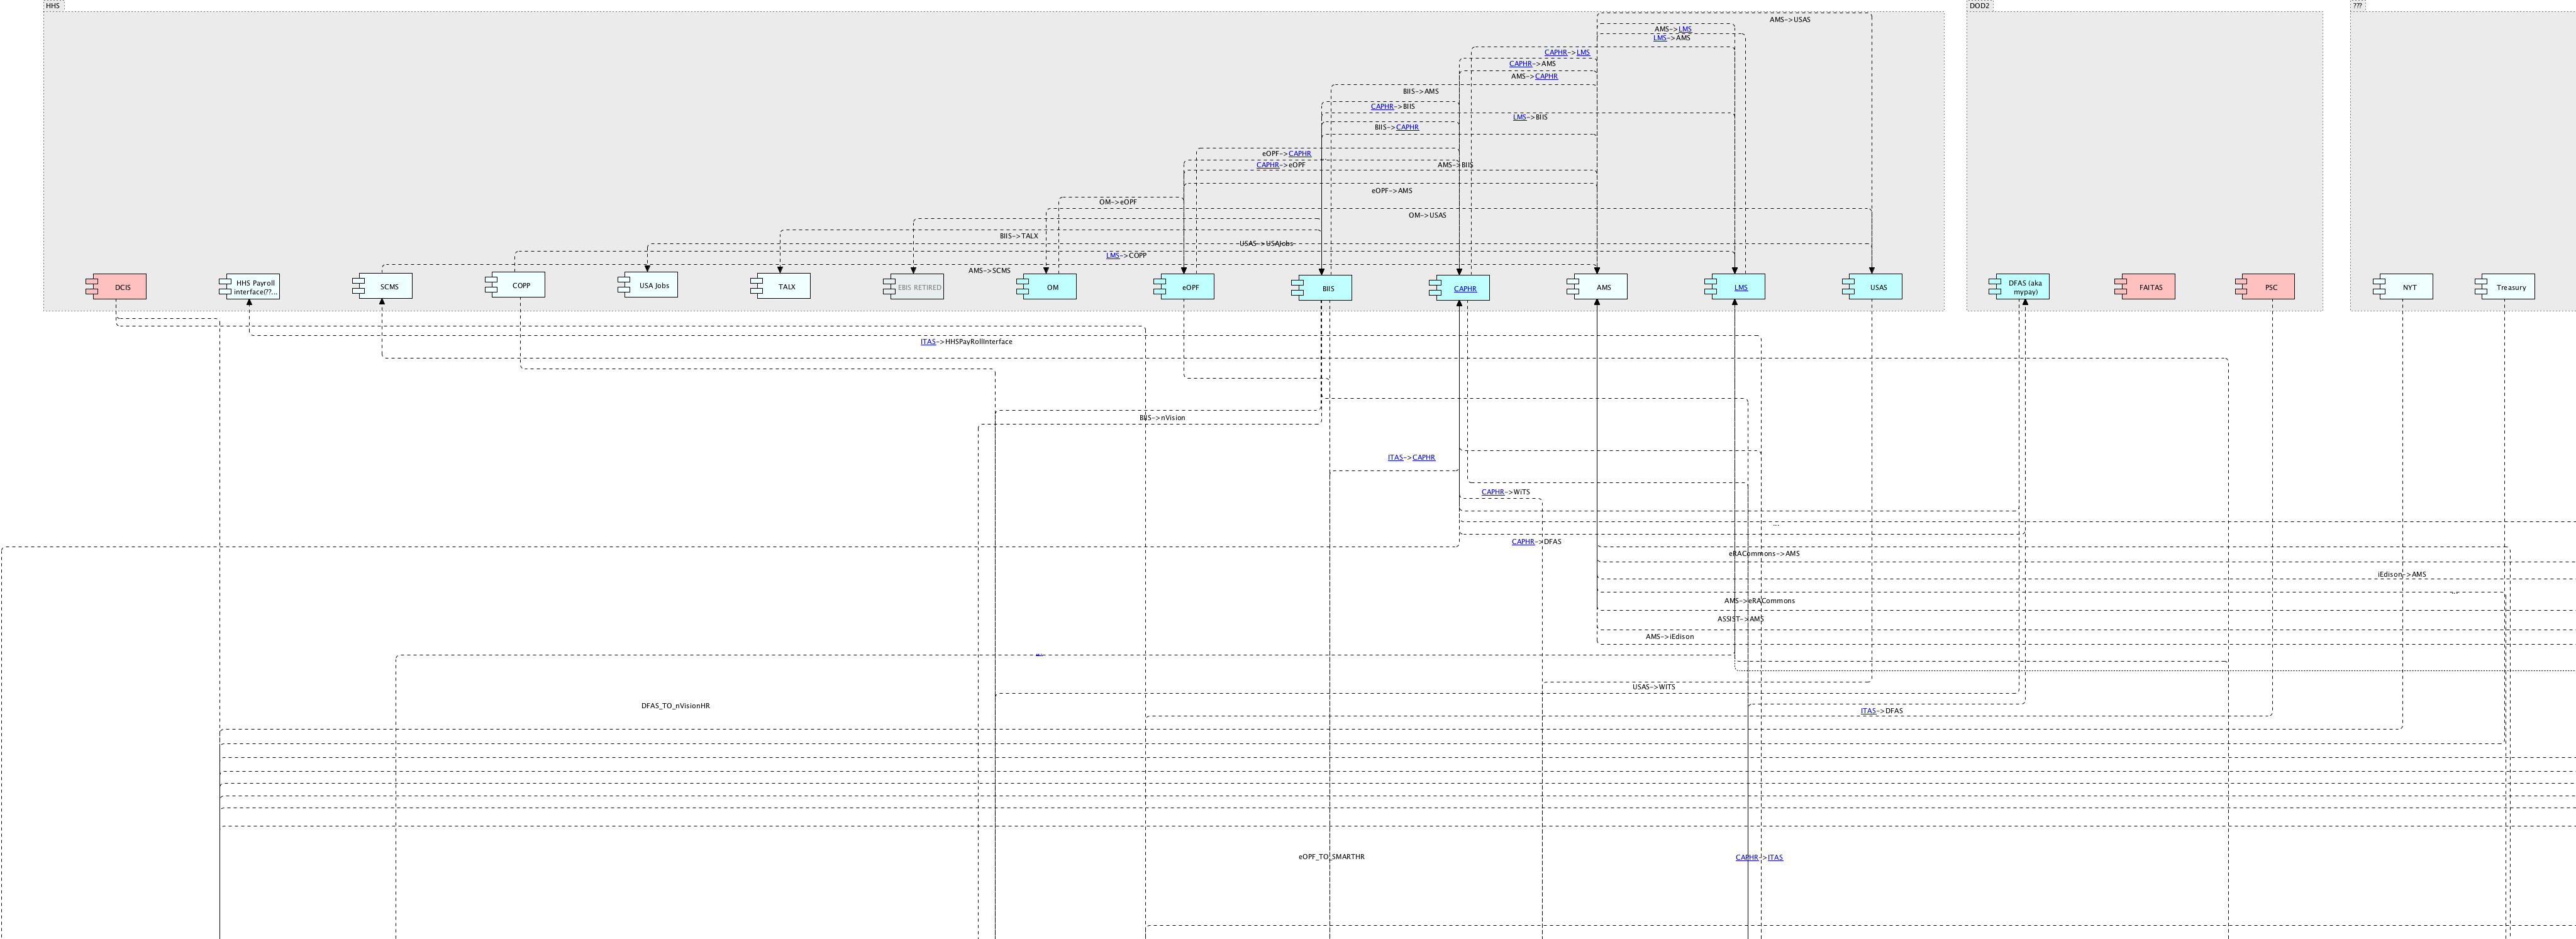 HHS
DOD2
???
AMS->USAS
AMS->LMS
LMS->AMS
CAPHR->LMS
CAPHR->AMS
AMS->CAPHR
BIIS->AMS
CAPHR->BIIS
LMS->BIIS
BIIS->CAPHR
eOPF->CAPHR
CAPHR->eOPF
AMS->BIIS
eOPF->AMS
OM->eOPF
OM->USAS
BIIS->TALX
USAS->USAJobs
LMS->COPP
AMS->SCMS
DCIS
HHS Payroll
interface(??...
SCMS
COPP
USA Jobs
TALX
EBIS RETIRED
OM
eOPF
BIIS
CAPHR
AMS
LMS
USAS
DFAS (aka
mypay)
FAITAS
PSC
NYT
Treasury
ITAS->HHSPayRollInterface
BIIS->nVision
ITAS->CAPHR
CAPHR->WiTS
...
CAPHR->DFAS
eRACommons->AMS
iEdison->AMS
...
AMS->eRACommons
ASSIST->AMS
AMS->iEdison
USAS->WITS
DFAS_TO_nVisionHR
ITAS->DFAS
eOPF_TO_SMARTHR
CAPHR->ITAS